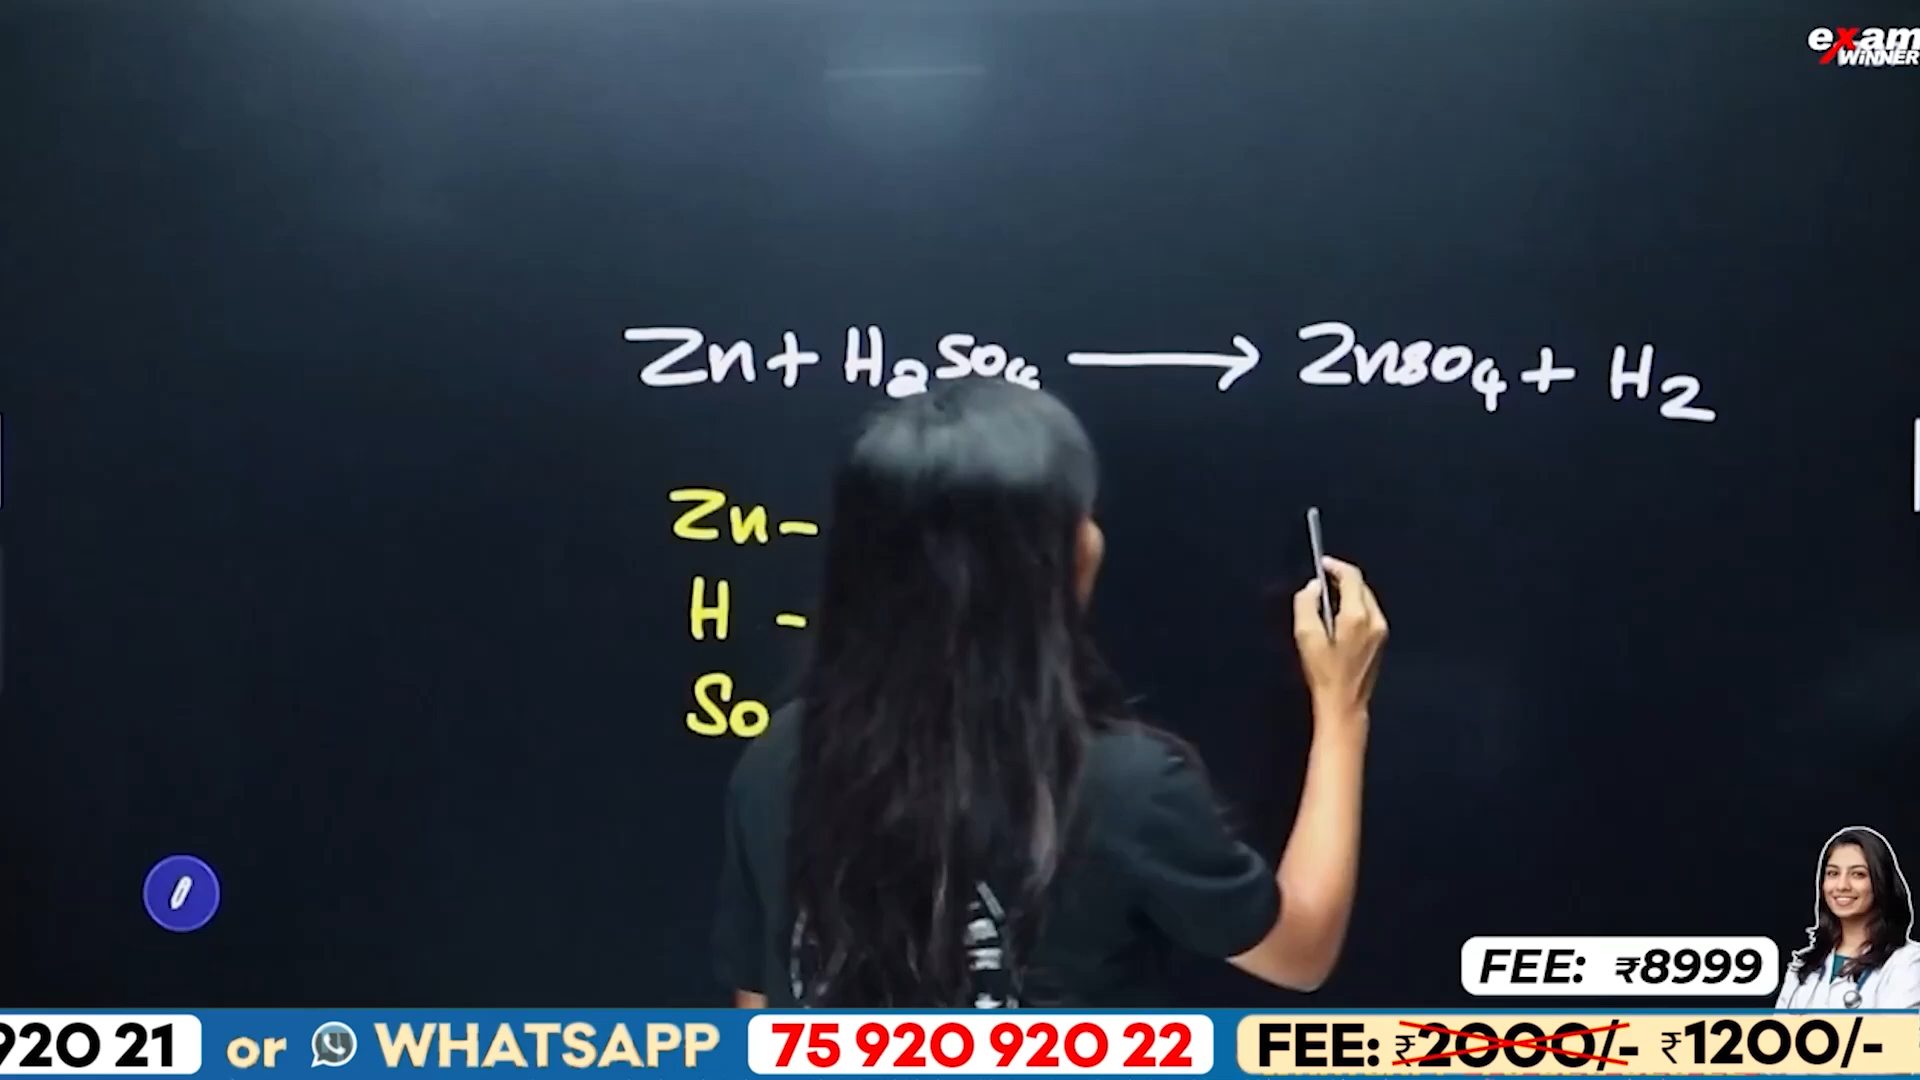 exam
WiNNER
Zn + H2SO4 ⟶ ZnSO4 + H2
Zn -
H -
SO
FEE: ₹8999
920 21 or WHATSAPP 75 920 920 22 FEE: ₹2000/- ₹1200/-